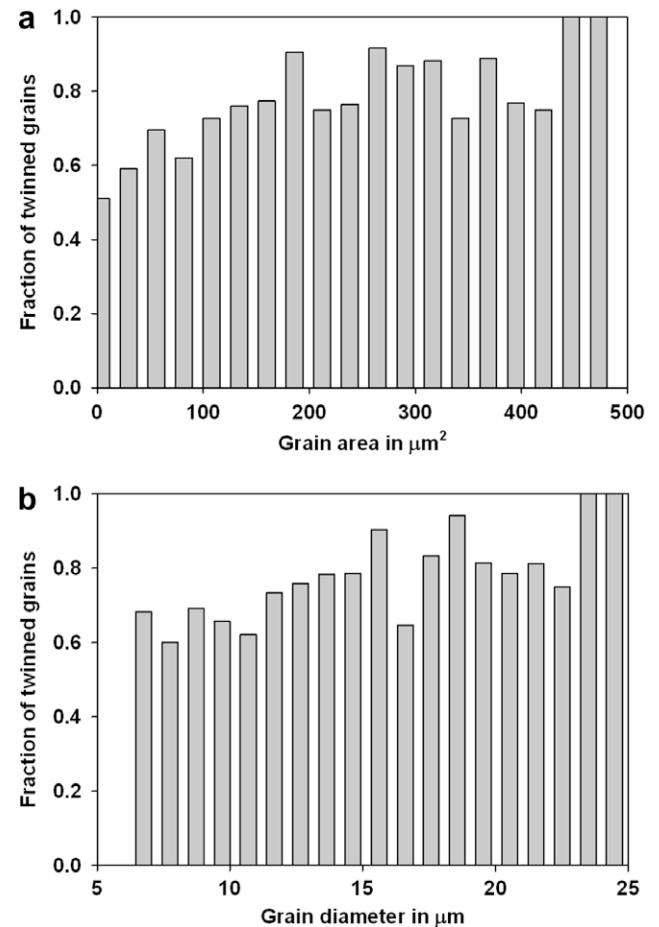 a
1.0
0.8
0.6
0.4
0.2
0.0
Fraction of twinned grains
0 100 200 300 400 500
Grain area in μm²
b
1.0
0.8
0.6
0.4
0.2
0.0
Fraction of twinned grains
5 10 15 20 25
Grain diameter in μm